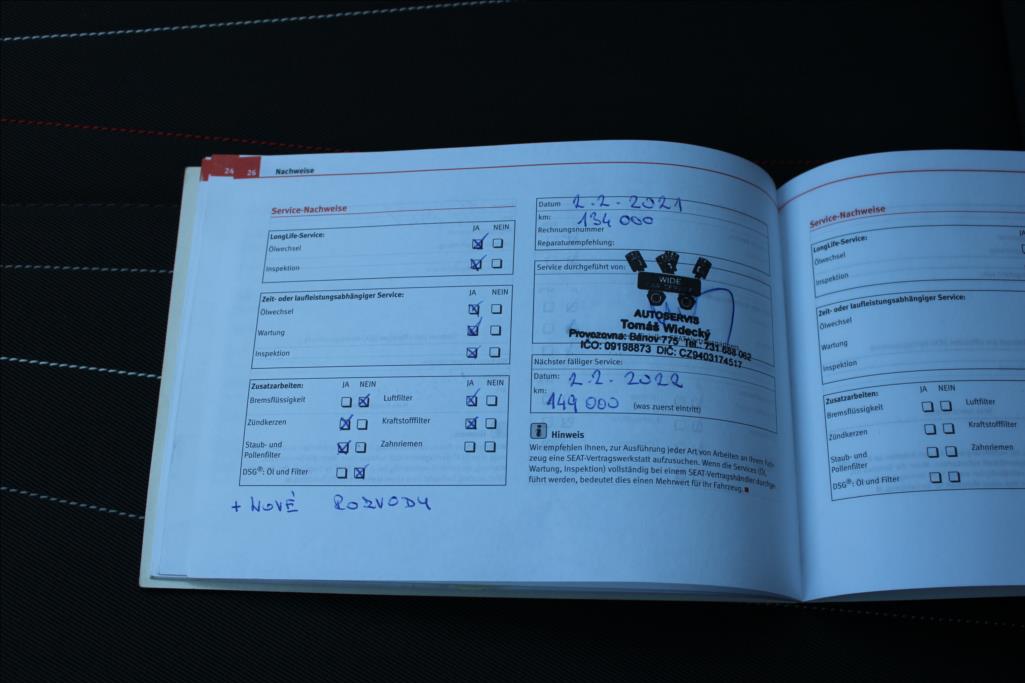 24 26 Nachweise
Service-Nachweise
JA NEIN
LongLife-Service:
Ölwechsel
Inspektion
JA NEIN
Zeit- oder laufleistungsabhängiger Service:
Ölwechsel
Wartung
Inspektion
Zusatzarbeiten: JA NEIN JA NEIN
Bremsflüssigkeit Luftfilter
Zündkerzen Kraftstofffilter
Staub- und Pollenfilter Zahnriemen
DSG®: Öl und Filter
+ NOVÉ ROZVODY
Datum 2.2.2021
km: 134 000
Rechnungsnummer
Reparaturempfehlung:
Service durchgeführt von:
WIDE
AUTOSERVIS
Tomáš Widecký
Provozovna: Bánov 775 Tel.: 731 688 062
IČO: 09198873 DIČ: CZ9403174517
Nächster fälliger Service:
Datum: 2.2.2022
km:
149 000 (was zuerst eintritt)
i Hinweis
Wir empfehlen Ihnen, zur Ausführung jeder Art von Arbeiten an Ihrem Fahr-
zeug eine SEAT-Vertragswerkstatt aufzusuchen. Wenn die Services (Öl,
Wartung, Inspektion) vollständig bei einem SEAT-Vertragshändler durchge-
führt werden, bedeutet dies einen Mehrwert für Ihr Fahrzeug.
Service-Nachweise
LongLife-Service:
Ölwechsel
Inspektion
Zeit- oder laufleistungsabhängiger Service:
Ölwechsel
Wartung
Inspektion
Zusatzarbeiten: JA NEIN
Bremsflüssigkeit Luftfilter
Zündkerzen Kraftstofffilter
Staub- und Pollenfilter Zahnriemen
DSG®: Öl und Filter